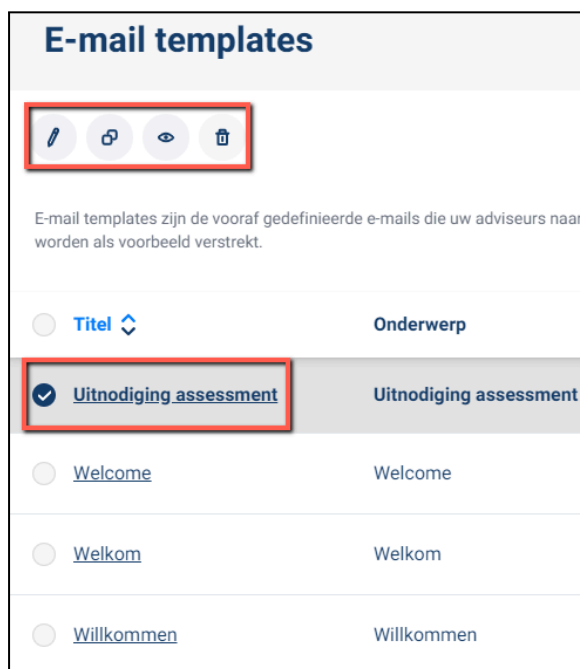 E-mail templates
E-mail templates zijn de vooraf gedefinieerde e-mails die uw adviseurs naar
worden als voorbeeld verstrekt.
Titel Onderwerp
Uitnodiging assessment Uitnodiging assessment
Welcome Welcome
Welkom Welkom
Willkommen Willkommen